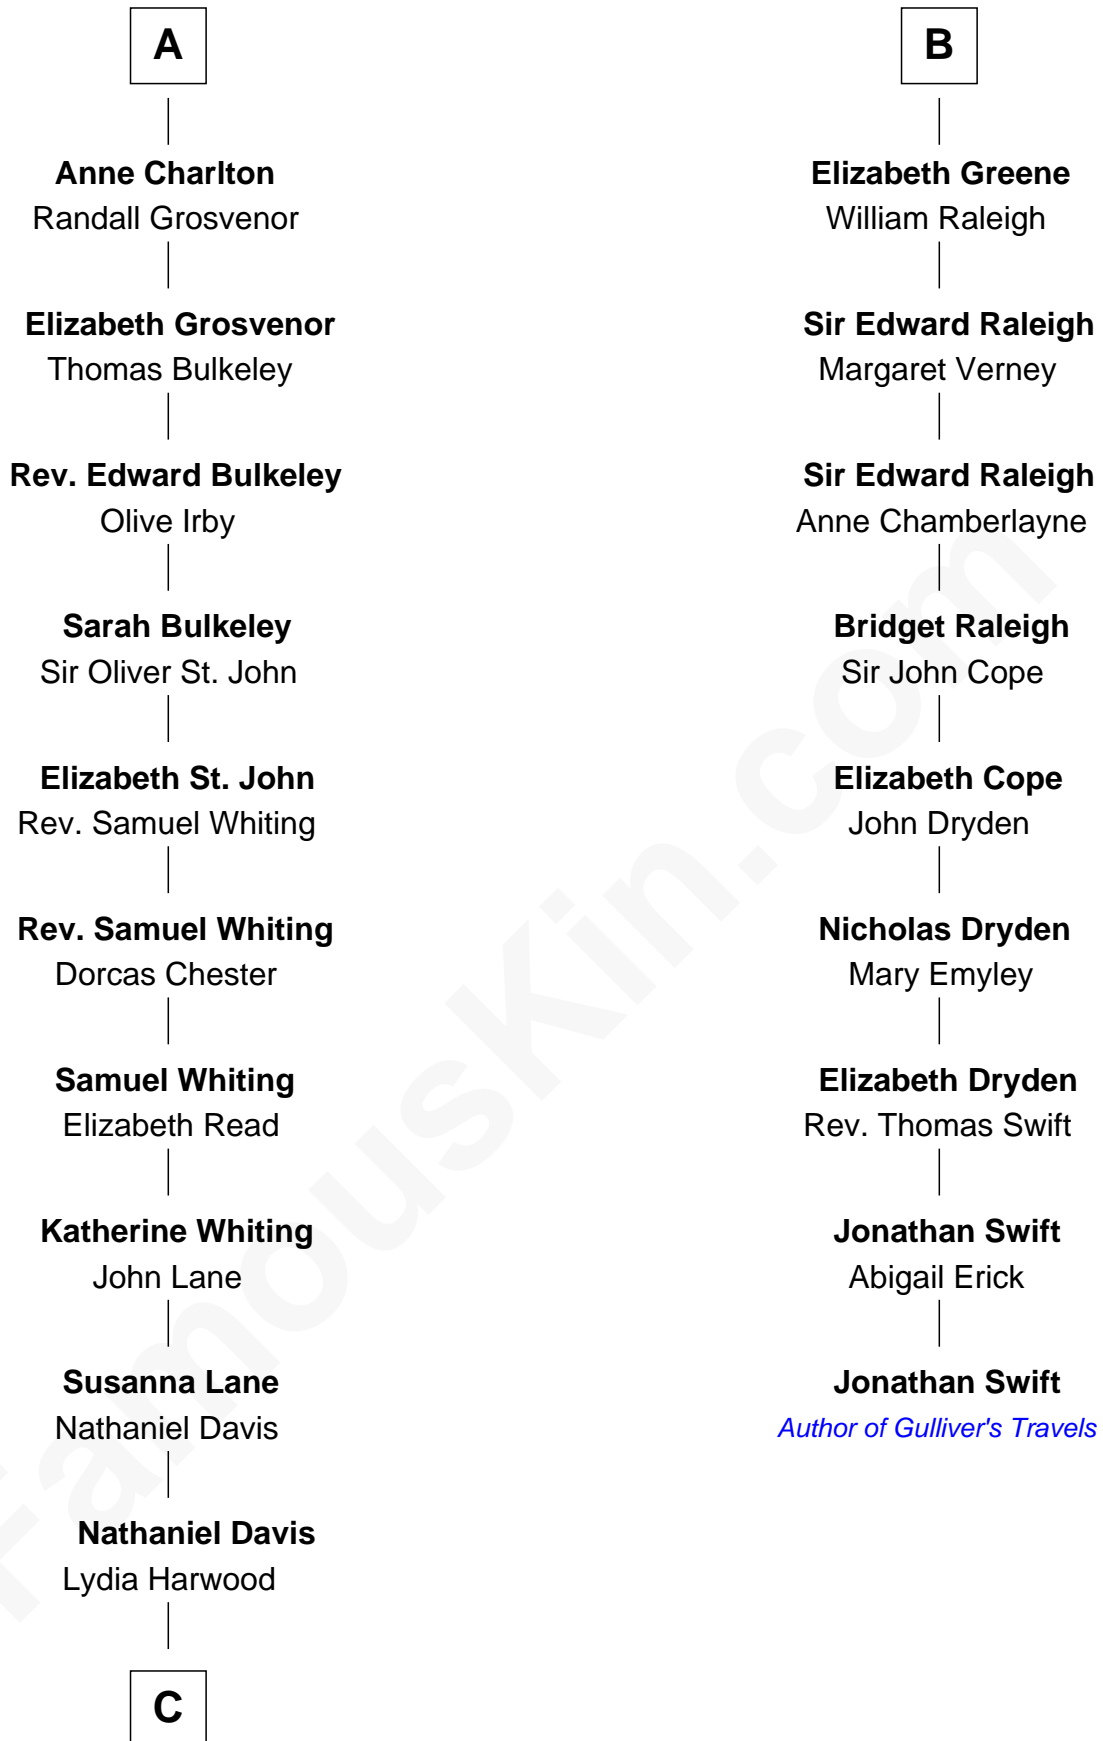 A
Anne Charlton
Randall Grosvenor
Elizabeth Grosvenor
Thomas Bulkeley
Rev. Edward Bulkeley
Olive Irby
Sarah Bulkeley
Sir Oliver St. John
Elizabeth St. John
Rev. Samuel Whiting
Rev. Samuel Whiting
Dorcas Chester
Samuel Whiting
Elizabeth Read
Katherine Whiting
John Lane
Susanna Lane
Nathaniel Davis
Nathaniel Davis
Lydia Harwood
C
B
Elizabeth Greene
William Raleigh
Sir Edward Raleigh
Margaret Verney
Sir Edward Raleigh
Anne Chamberlayne
Bridget Raleigh
Sir John Cope
Elizabeth Cope
John Dryden
Nicholas Dryden
Mary Emyley
Elizabeth Dryden
Rev. Thomas Swift
Jonathan Swift
Abigail Erick
Jonathan Swift
Author of Gulliver's Travels
FamousKin.com